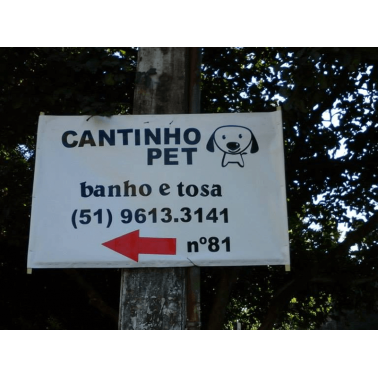 CANTINHO
PET
banho e tosa
(51) 9613.3141
nº81